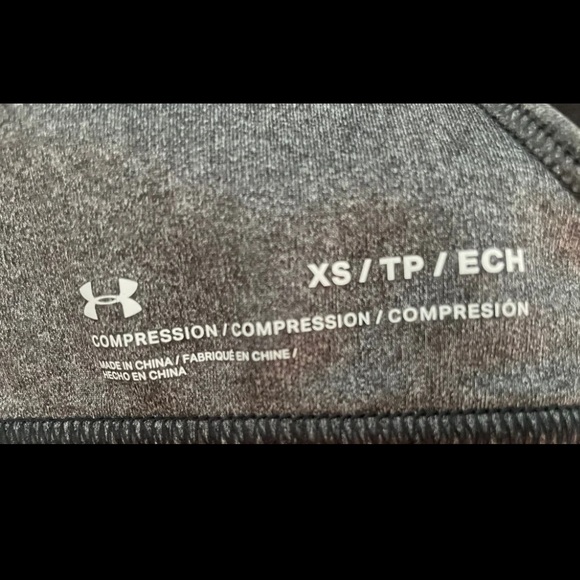 XS / TP / ECH
COMPRESSION / COMPRESSION / COMPRESIÓN
MADE IN CHINA / FABRIQUÉ EN CHINE /
HECHO EN CHINA